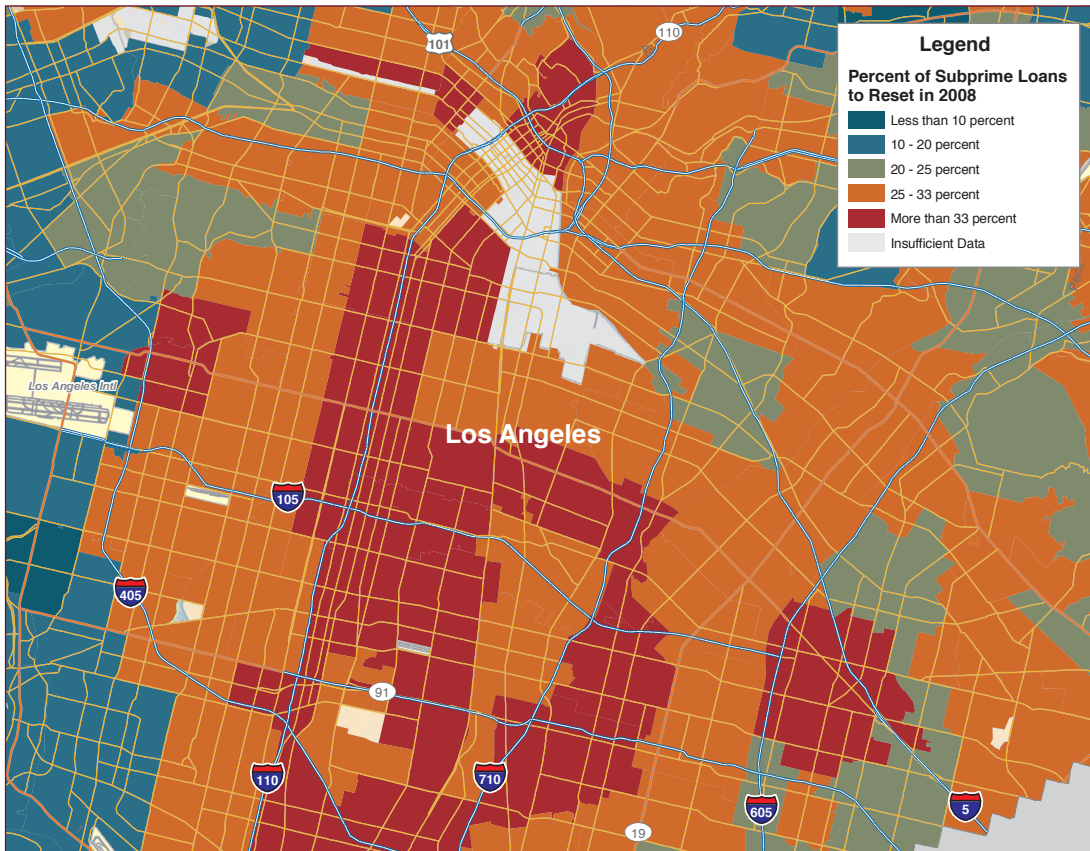 101
110
Legend
Percent of Subprime Loans
to Reset in 2008
Less than 10 percent
10 - 20 percent
20 - 25 percent
25 - 33 percent
More than 33 percent
Insufficient Data
Los Angeles Intl
Los Angeles
105
405
91
110
710
605
5
19